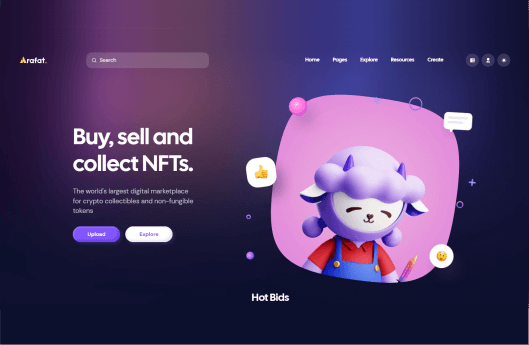 Arafat.
Search
Home Pages Explore Resources Create
Buy, sell and
collect NFTs.
The world's largest digital marketplace
for crypto collectibles and non-fungible
tokens
Upload Explore
Hot Bids